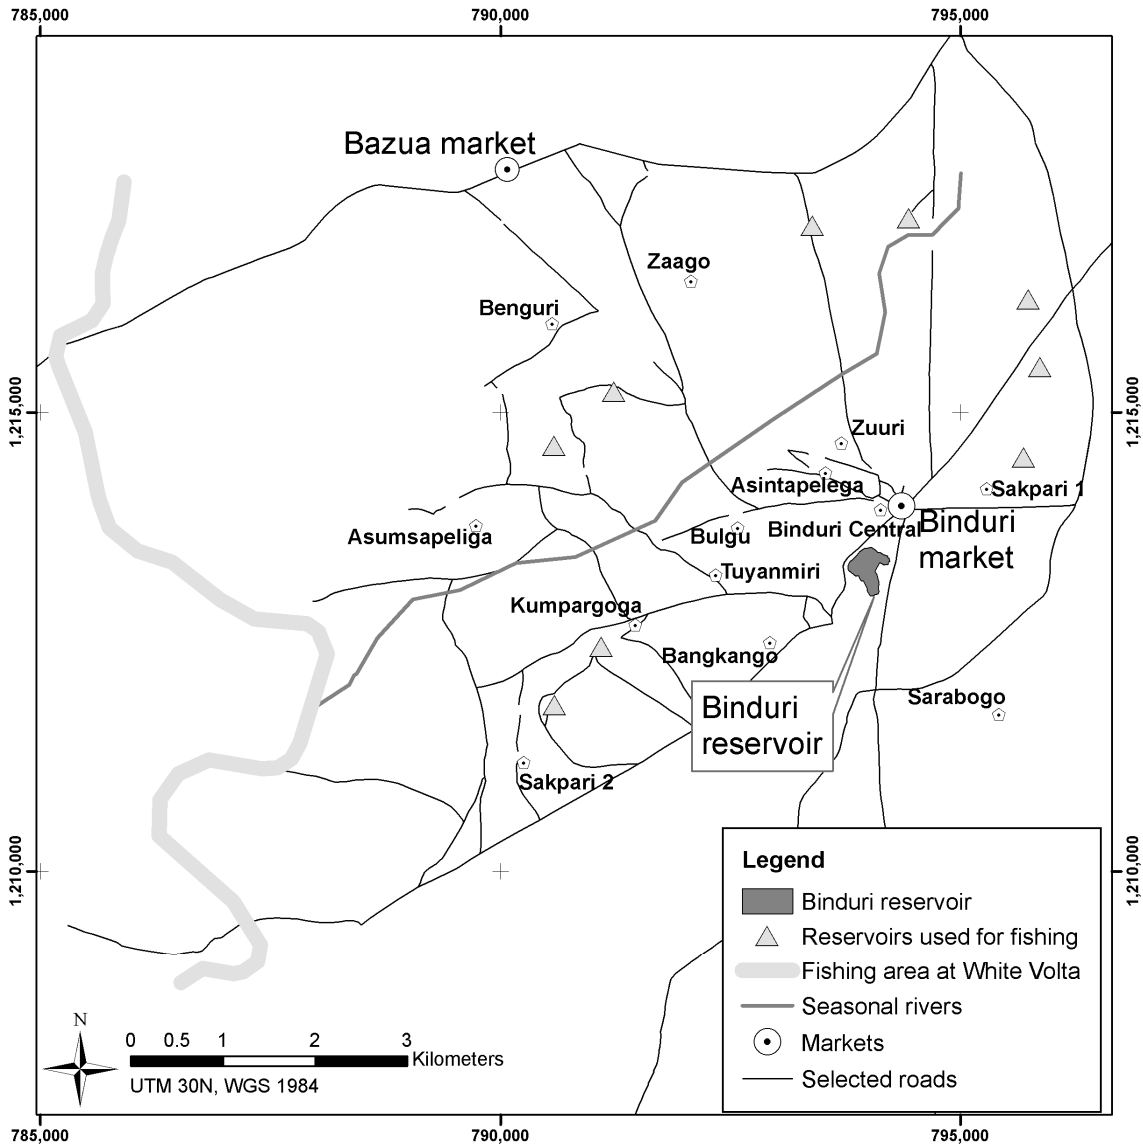 785,000
790,000
795,000
Bazua market
Zaago
Benguri
1,215,000
1,215,000
Zuuri
Asintapelega
Sakpari 1
Binduri Central
Binduri
market
Bulgu
Asumsapeliga
Tuyanmiri
Kumpargoga
Bangkango
Sarabogo
Binduri
reservoir
Sakpari 2
1,210,000
1,210,000
Legend
Binduri reservoir
Reservoirs used for fishing
Fishing area at White Volta
Seasonal rivers
Markets
Selected roads
N
0 0.5 1 2 3
Kilometers
UTM 30N, WGS 1984
785,000
790,000
795,000